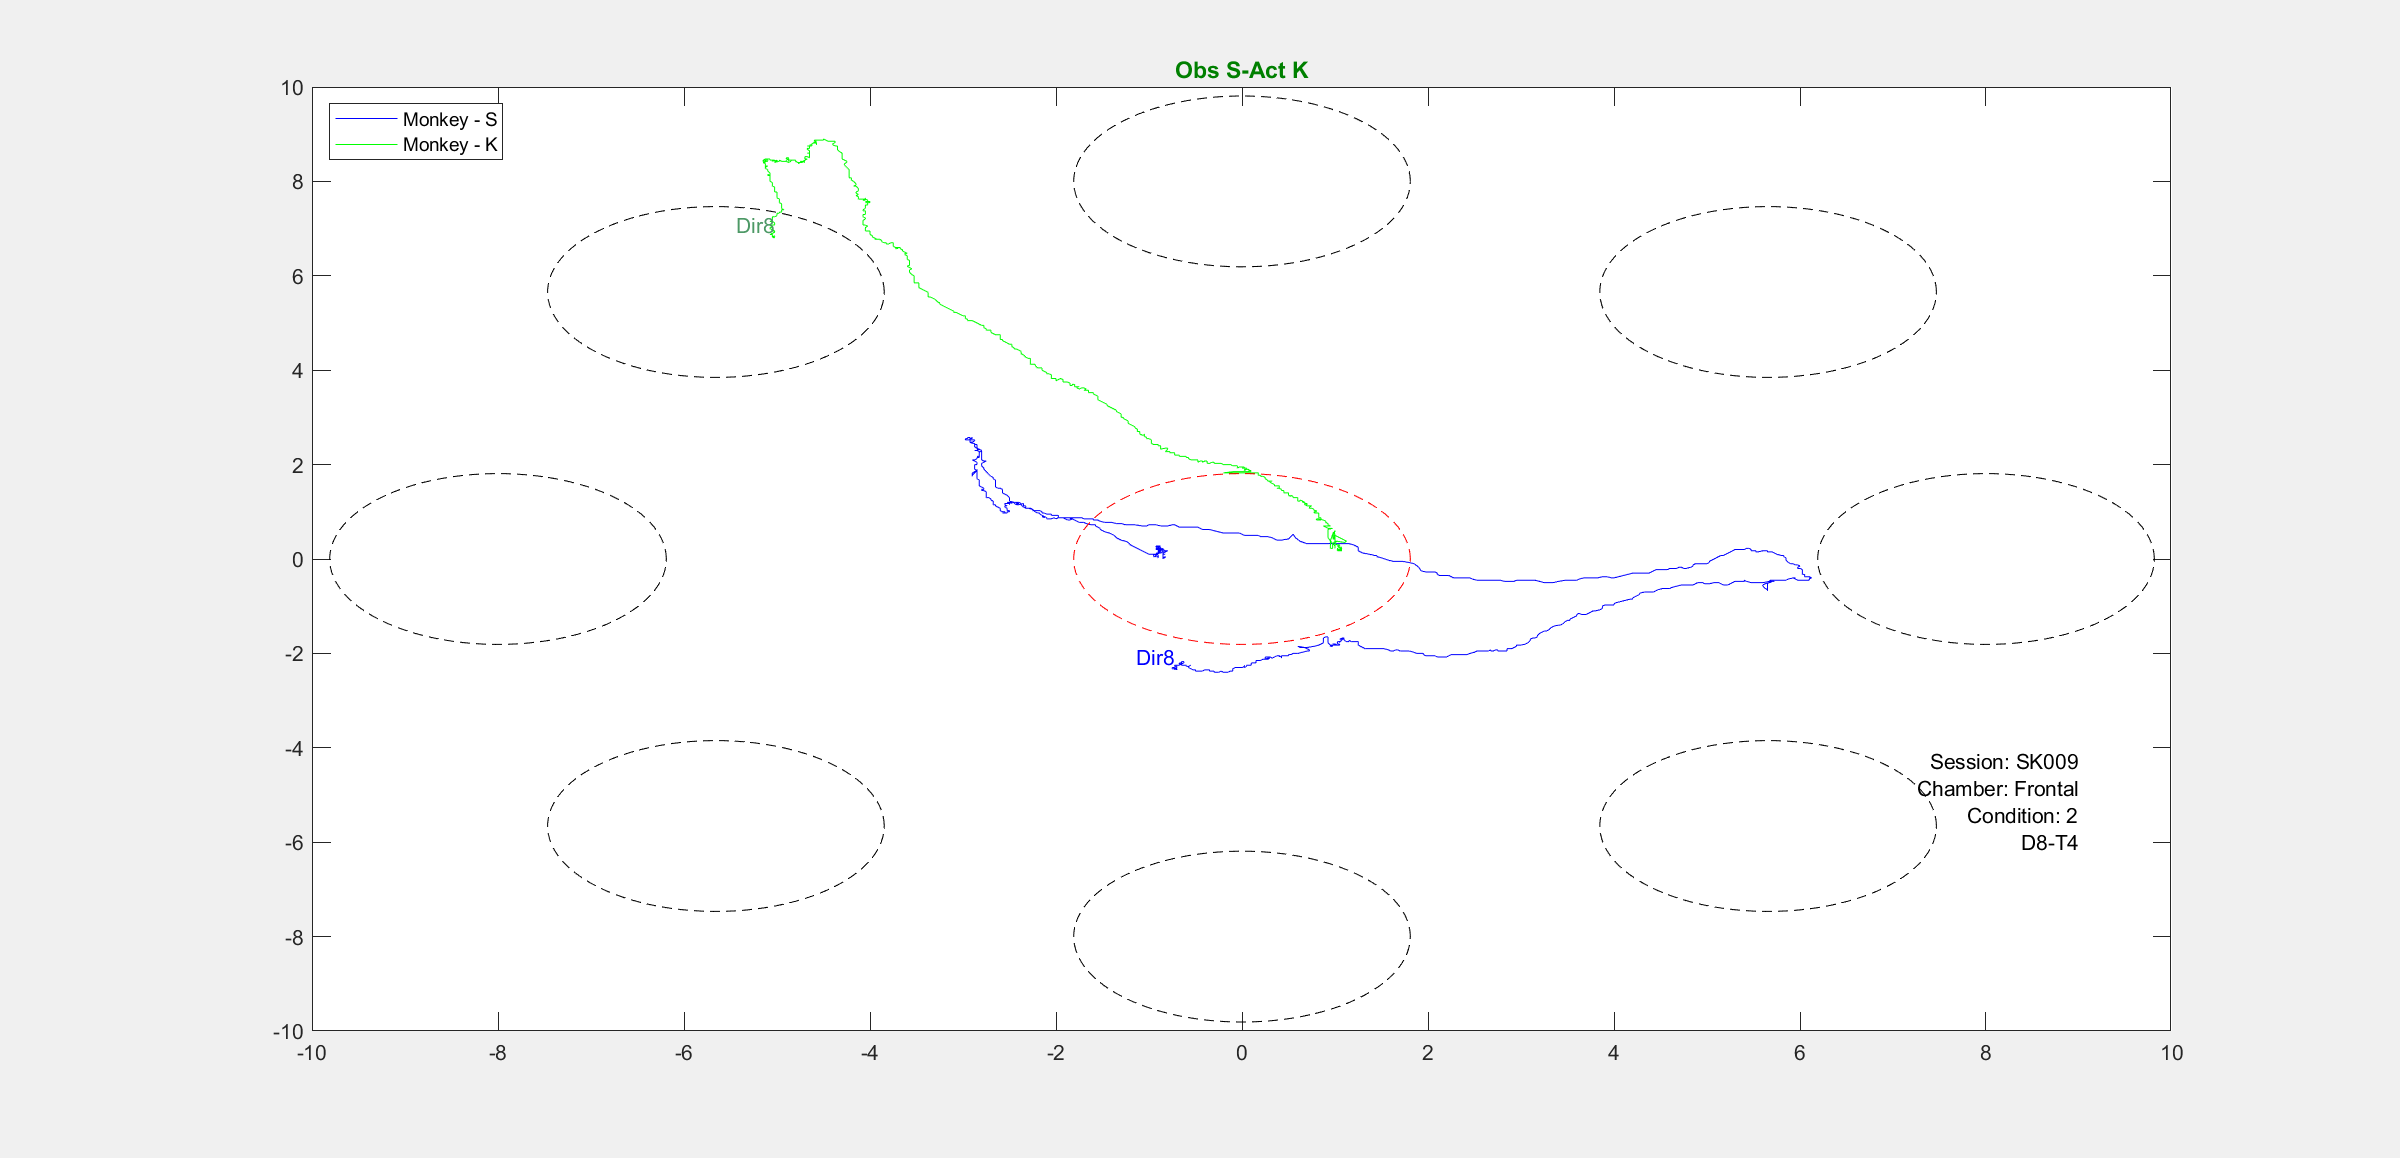 Obs S-Act K
10
8
6
4
2
0
-2
-4
-6
-8
-10
Monkey - S
Monkey - K
Dir8
Dir8
Session: SK009
Chamber: Frontal
Condition: 2
D8-T4
-10 -8 -6 -4 -2 0 2 4 6 8 10